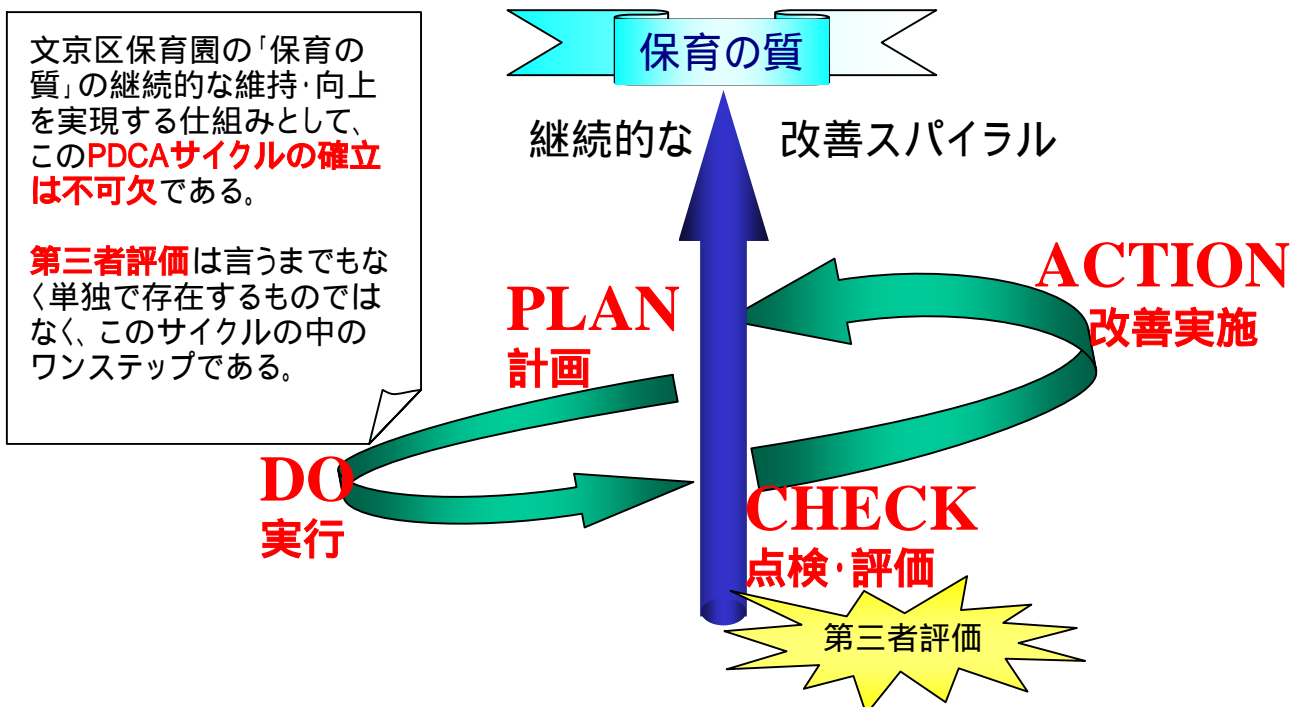 文京区保育園の「保育の
質」の継続的な維持・向上
を実現する仕組みとして、
このPDCAサイクルの確立
は不可欠である。
第三者評価は言うまでもな
く単独で存在するものでは
なく、このサイクルの中の
ワンステップである。
保育の質
継続的な 改善スパイラル
ACTION
改善実施
PLAN
計画
DO
実行
CHECK
点検・評価
第三者評価